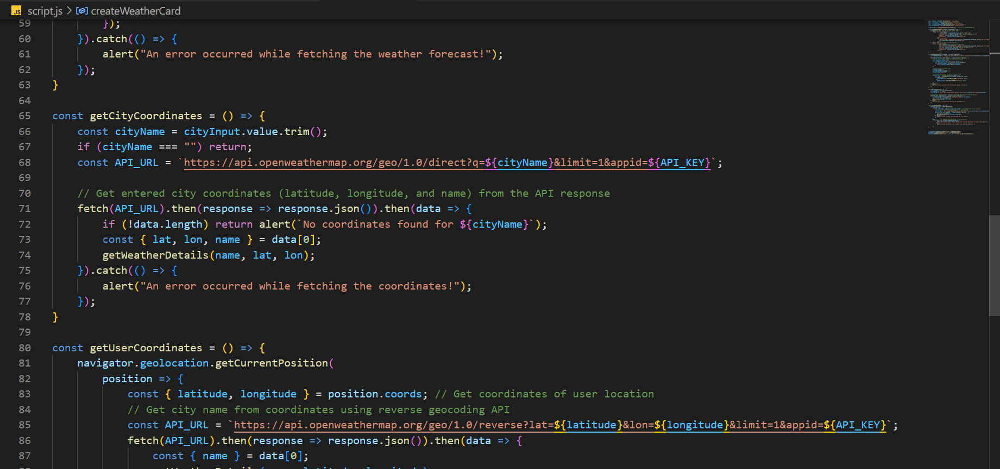 JS script.js > createWeatherCard
59 });
60 }).catch(() => {
61 alert("An error occurred while fetching the weather forecast!");
62 });
63 }
64
65 const getCityCoordinates = () => {
66 const cityName = cityInput.value.trim();
67 if (cityName === "") return;
68 const API_URL = `https://api.openweathermap.org/geo/1.0/direct?q=${cityName}&limit=1&appid=${API_KEY}`;
69
70 // Get entered city coordinates (latitude, longitude, and name) from the API response
71 fetch(API_URL).then(response => response.json()).then(data => {
72 if (!data.length) return alert(`No coordinates found for ${cityName}`);
73 const { lat, lon, name } = data[0];
74 getWeatherDetails(name, lat, lon);
75 }).catch(() => {
76 alert("An error occurred while fetching the coordinates!");
77 });
78 }
79
80 const getUserCoordinates = () => {
81 navigator.geolocation.getCurrentPosition(
82 position => {
83 const { latitude, longitude } = position.coords; // Get coordinates of user location
84 // Get city name from coordinates using reverse geocoding API
85 const API_URL = `https://api.openweathermap.org/geo/1.0/reverse?lat=${latitude}&lon=${longitude}&limit=1&appid=${API_KEY}`;
86 fetch(API_URL).then(response => response.json()).then(data => {
87 const { name } = data[0];